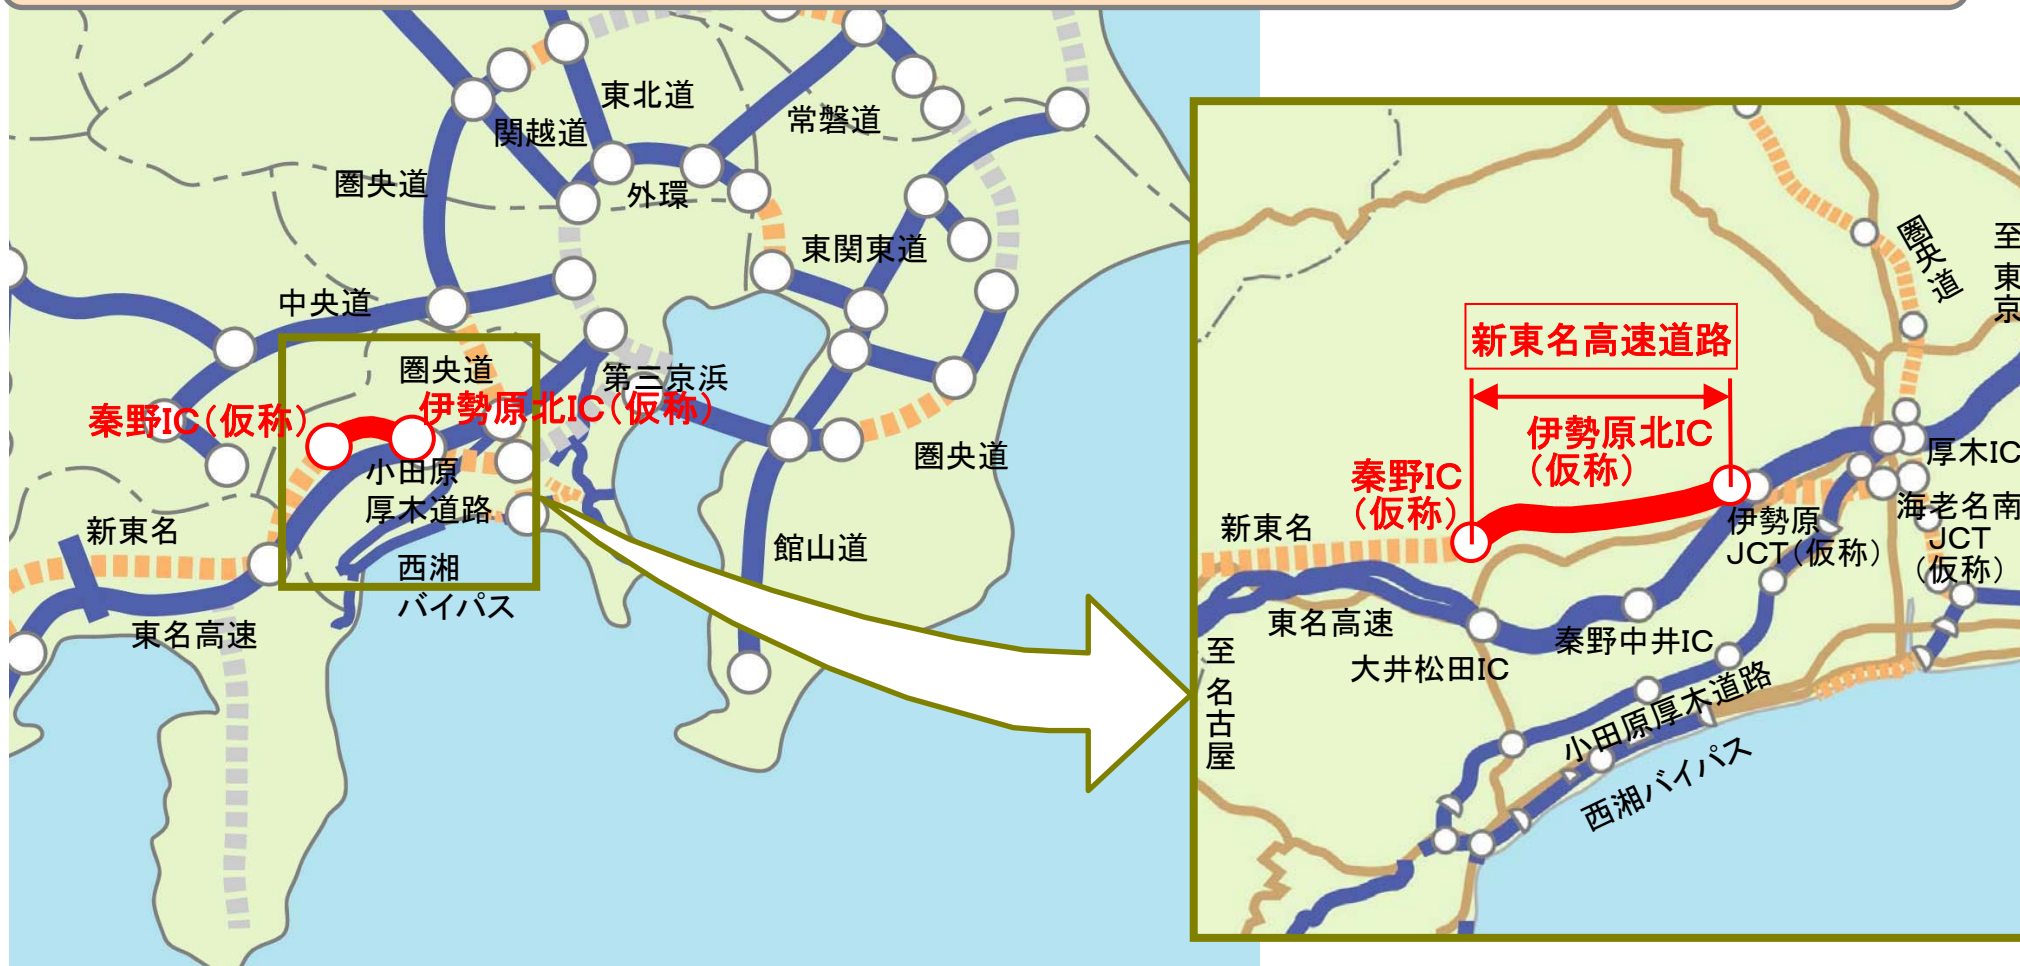 東北道
常磐道
関越道
圏央道
外環
東関東道
中央道
圏央道
第三京浜
秦野IC(仮称)
伊勢原北IC(仮称)
圏央道
小田原
厚木道路
新東名
西湘
バイパス
館山道
東名高速
圏央道
至東京
新東名高速道路
伊勢原北IC
(仮称)
秦野IC
(仮称)
厚木IC
新東名
伊勢原
JCT(仮称)
海老名南
JCT
(仮称)
東名高速
秦野中井IC
大井松田IC
至名古屋
小田原厚木道路
西湘バイパス